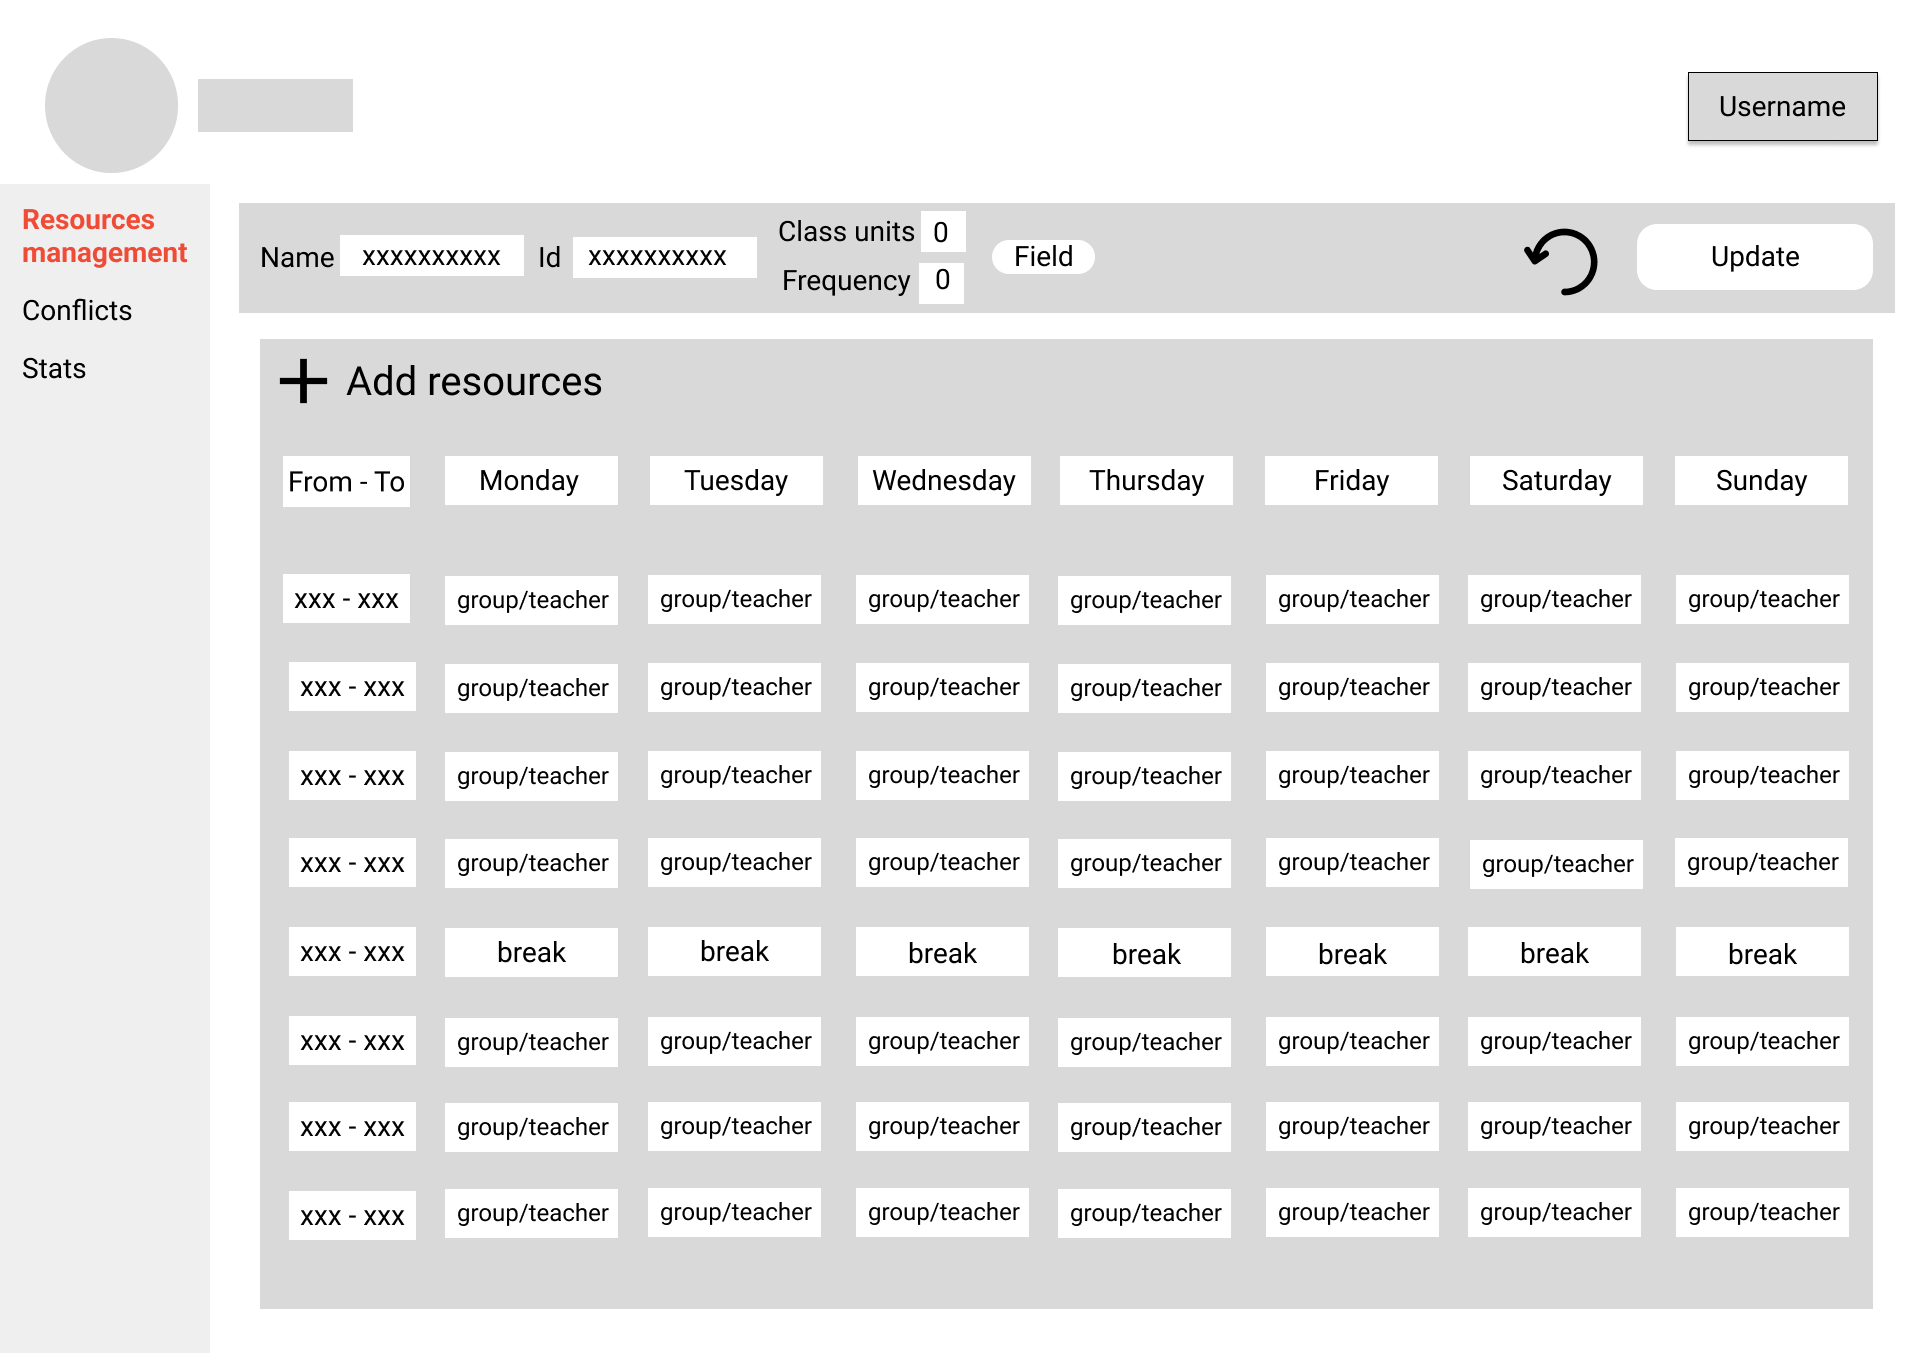 Username
Resources
management
Conflicts
Stats
Name xxxxxxxxxx Id xxxxxxxxxx Class units 0 Field Update
Frequency 0
Add resources
From - To Monday Tuesday Wednesday Thursday Friday Saturday Sunday
xxx - xxx group/teacher group/teacher group/teacher group/teacher group/teacher group/teacher group/teacher
xxx - xxx group/teacher group/teacher group/teacher group/teacher group/teacher group/teacher group/teacher
xxx - xxx group/teacher group/teacher group/teacher group/teacher group/teacher group/teacher group/teacher
xxx - xxx group/teacher group/teacher group/teacher group/teacher group/teacher group/teacher group/teacher
xxx - xxx break break break break break break break
xxx - xxx group/teacher group/teacher group/teacher group/teacher group/teacher group/teacher group/teacher
xxx - xxx group/teacher group/teacher group/teacher group/teacher group/teacher group/teacher group/teacher
xxx - xxx group/teacher group/teacher group/teacher group/teacher group/teacher group/teacher group/teacher